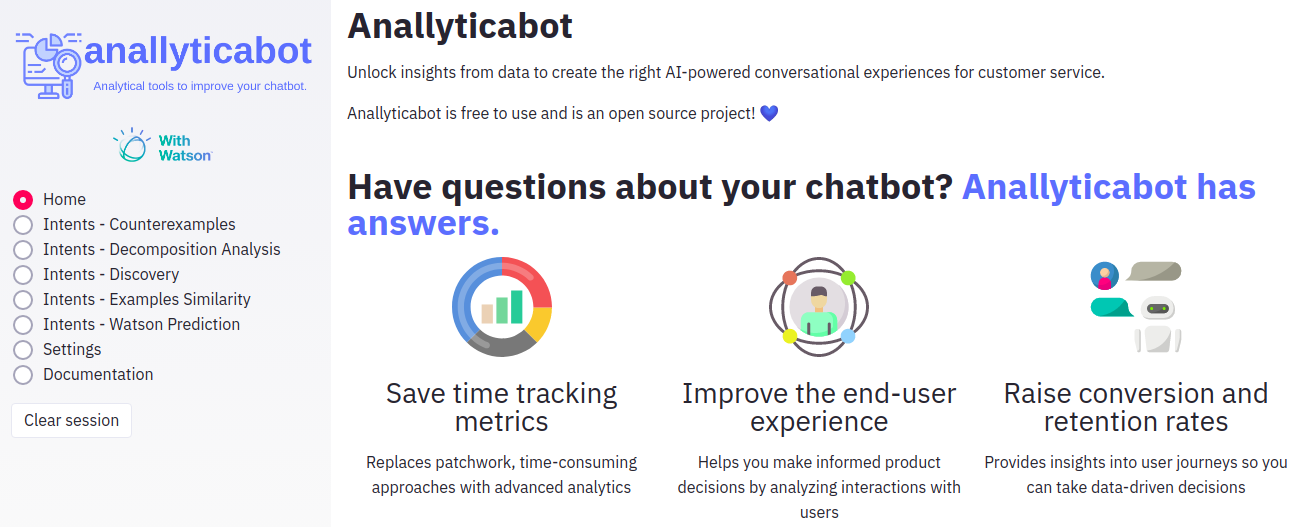 anallyticabot
Analytical tools to improve your chatbot.
With
Watson
Home
Intents - Counterexamples
Intents - Decomposition Analysis
Intents - Discovery
Intents - Examples Similarity
Intents - Watson Prediction
Settings
Documentation
Clear session
Anallyticabot
Unlock insights from data to create the right AI-powered conversational experiences for customer service.
Anallyticabot is free to use and is an open source project! 💙
Have questions about your chatbot? Anallyticabot has
answers.
Save time tracking
metrics
Replaces patchwork, time-consuming
approaches with advanced analytics
Improve the end-user
experience
Helps you make informed product
decisions by analyzing interactions with
users
Raise conversion and
retention rates
Provides insights into user journeys so you
can take data-driven decisions